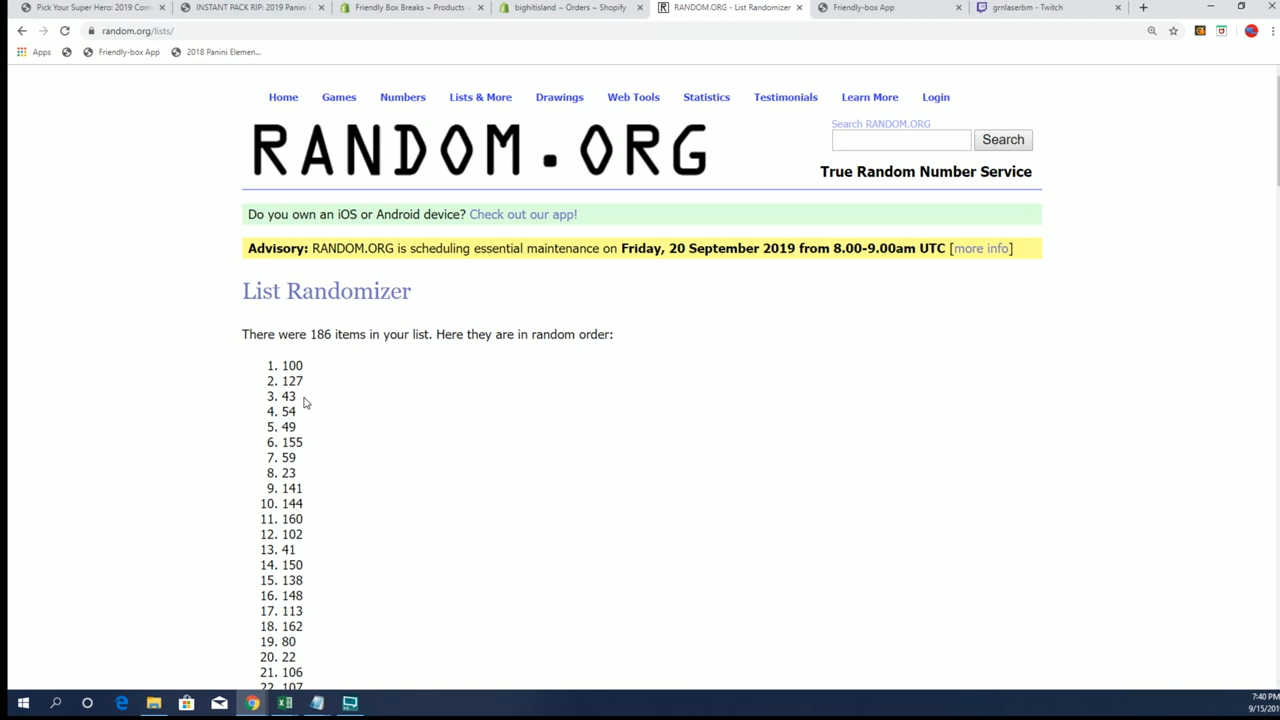 Pick Your Super Hero: 2019 Com
INSTANT PACK RIP: 2019 Panini
Friendly Box Breaks ~ Products
bighitisland ~ Orders ~ Shopify
RANDOM.ORG - List Randomizer
Friendly-box App
grnlaserbm - Twitch
random.org/lists/
Apps
Friendly-box App
2018 Panini Elemen...
Home Games Numbers Lists & More Drawings Web Tools Statistics Testimonials Learn More Login
RANDOM.ORG
Search RANDOM.ORG
Search
True Random Number Service
Do you own an iOS or Android device? Check out our app!
Advisory: RANDOM.ORG is scheduling essential maintenance on Friday, 20 September 2019 from 8.00-9.00am UTC [more info]
List Randomizer
There were 186 items in your list. Here they are in random order:
1. 100
2. 127
3. 43
4. 54
5. 49
6. 155
7. 59
8. 23
9. 141
10. 144
11. 160
12. 102
13. 41
14. 150
15. 138
16. 148
17. 113
18. 162
19. 80
20. 22
21. 106
22. 107
7:40 PM
9/15/201